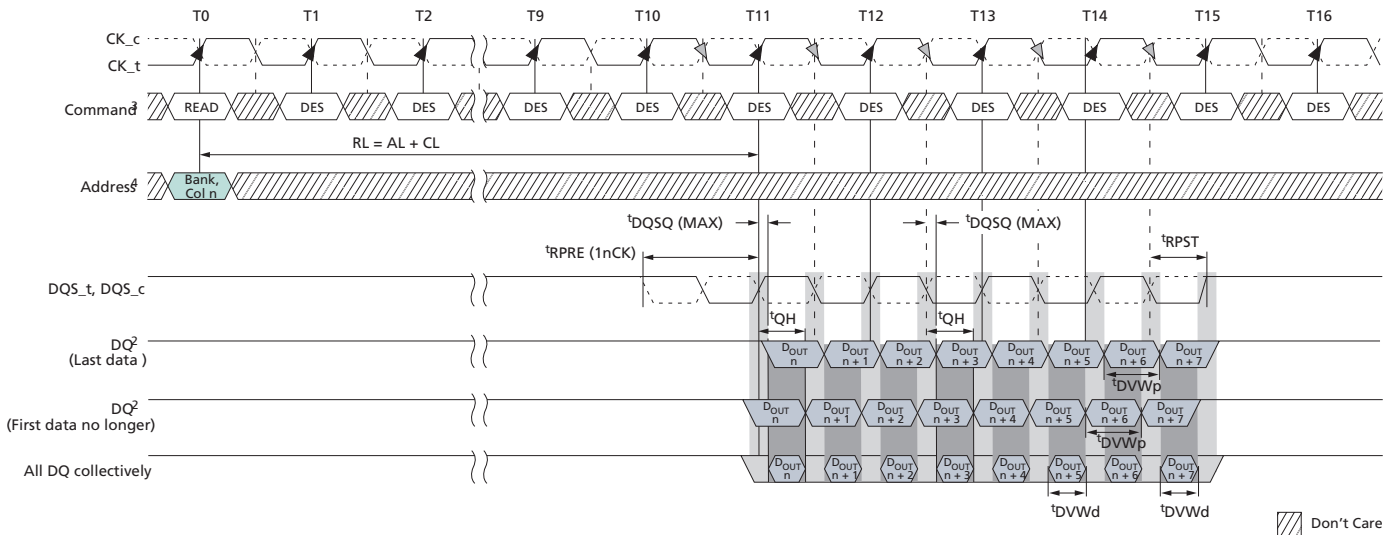 T0 T1 T2 T9 T10 T11 T12 T13 T14 T15 T16
CK_c
CK_t
Command3 READ DES DES DES DES DES DES DES DES DES DES
RL = AL + CL
Address4 Bank,
Col n
tDQSQ (MAX) tDQSQ (MAX)
tRPRE (1nCK) tRPST
DQS_t, DQS_c
tQH tQH
DQ2
(Last data )
DOUT n DOUT n + 1 DOUT n + 2 DOUT n + 3 DOUT n + 4 DOUT n + 5 DOUT n + 6 DOUT n + 7
tDVWp
DQ2
(First data no longer)
DOUT n DOUT n + 1 DOUT n + 2 DOUT n + 3 DOUT n + 4 DOUT n + 5 DOUT n + 6 DOUT n + 7
tDVWp
All DQ collectively
DOUT n DOUT n + 1 DOUT n + 2 DOUT n + 3 DOUT n + 4 DOUT n + 5 DOUT n + 6 DOUT n + 7
tDVWd tDVWd
Don't Care